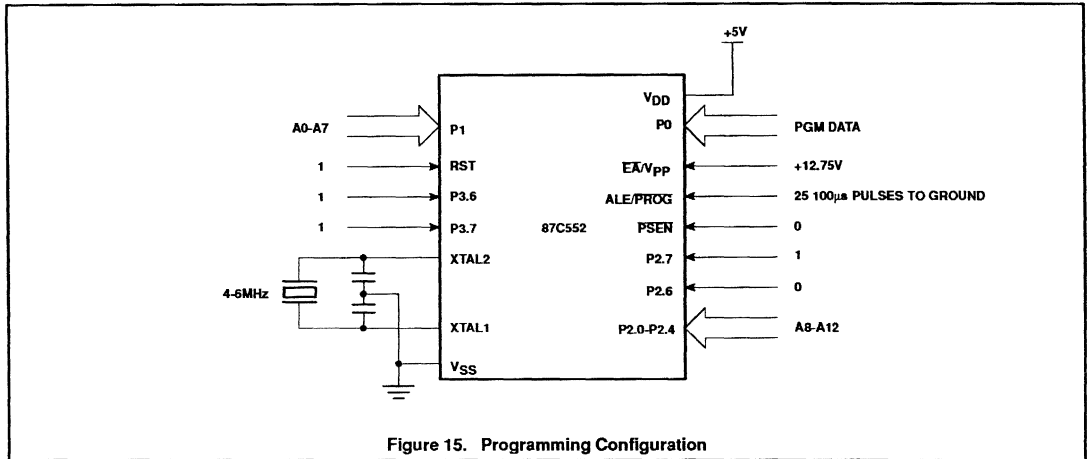 +5V
VDD
A0-A7
P1
P0
PGM DATA
1
RST
EA/VPP
+12.75V
1
P3.6
ALE/PROG
25 100µs PULSES TO GROUND
1
P3.7
87C552
PSEN
0
XTAL2
P2.7
1
4-6MHz
P2.6
0
XTAL1
P2.0-P2.4
A8-A12
VSS
Figure 15. Programming Configuration